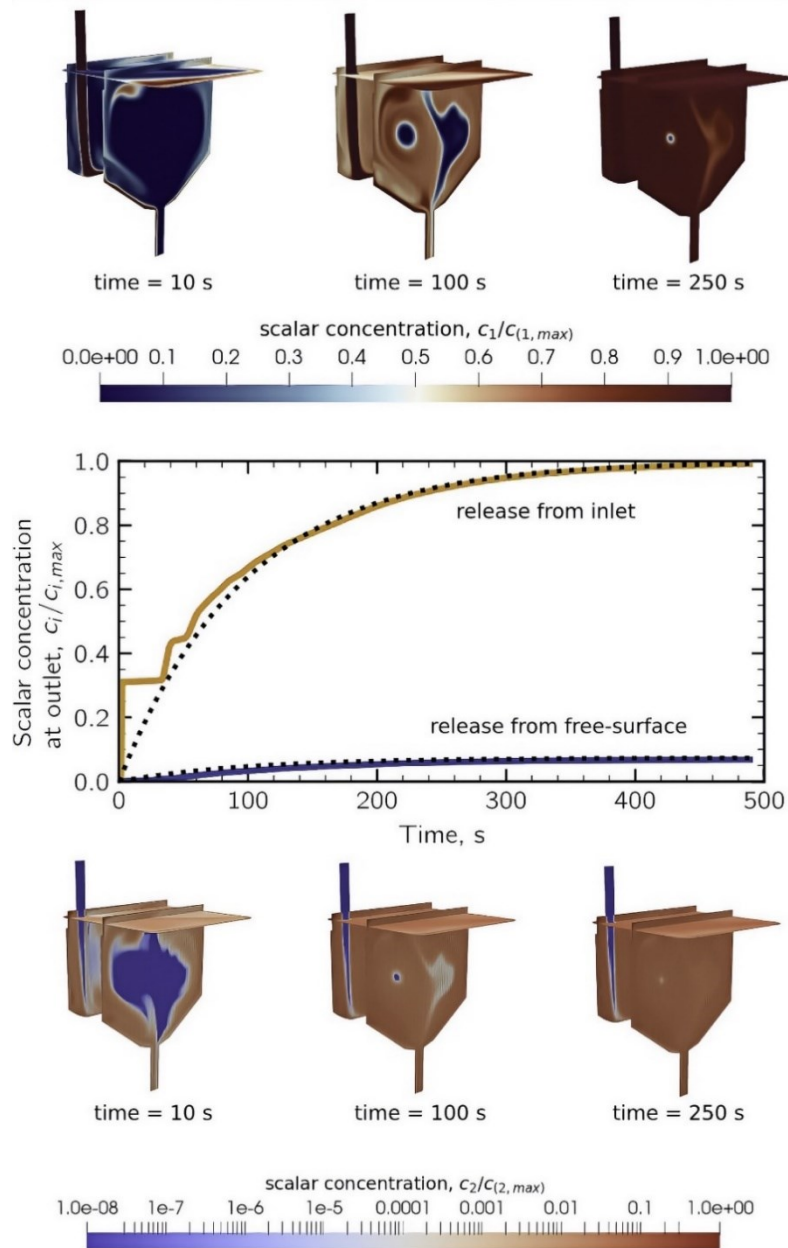 time = 10 s time = 100 s time = 250 s
scalar concentration, c₁/c₍₁,ₘₐₓ₎
0.0e+00 0.1 0.2 0.3 0.4 0.5 0.6 0.7 0.8 0.9 1.0e+00
Scalar concentration
at outlet, cᵢ/cᵢ,ₘₐₓ
1.0
0.8
0.6
0.4
0.2
0.0
release from inlet
release from free-surface
0 100 200 300 400 500
Time, s
time = 10 s time = 100 s time = 250 s
scalar concentration, c₂/c₍₂,ₘₐₓ₎
1.0e-08 1e-7 1e-6 1e-5 0.0001 0.001 0.01 0.1 1.0e+00